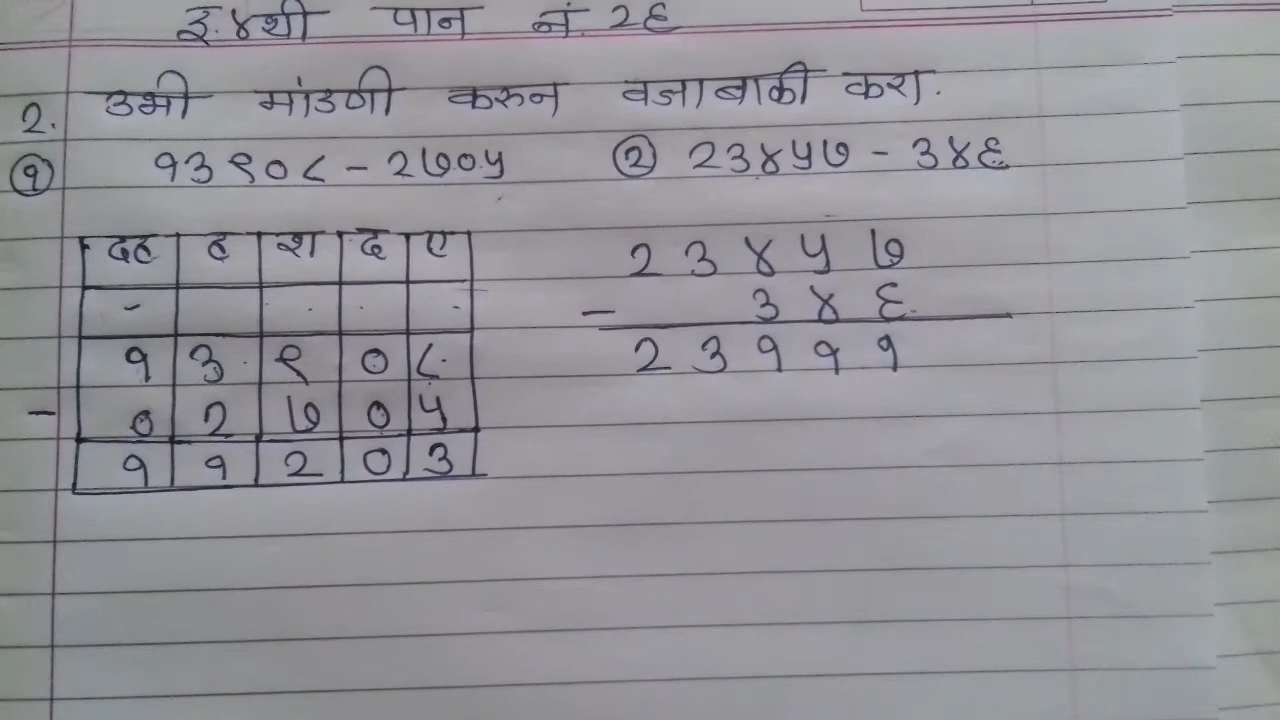 इ.४थी पान नं. २६
२. उभी मांडणी करून वजाबाकी करा.
① १३९०८ - २७०५ ② २३४५७ - ३४६
दह ह श द ए
-
१ ३ ९ ० ८
- ० २ ७ ० ५
१ १ २ ० ३
२ ३ ४ ५ ७
- ३ ४ ६
२ ३ १ १ १